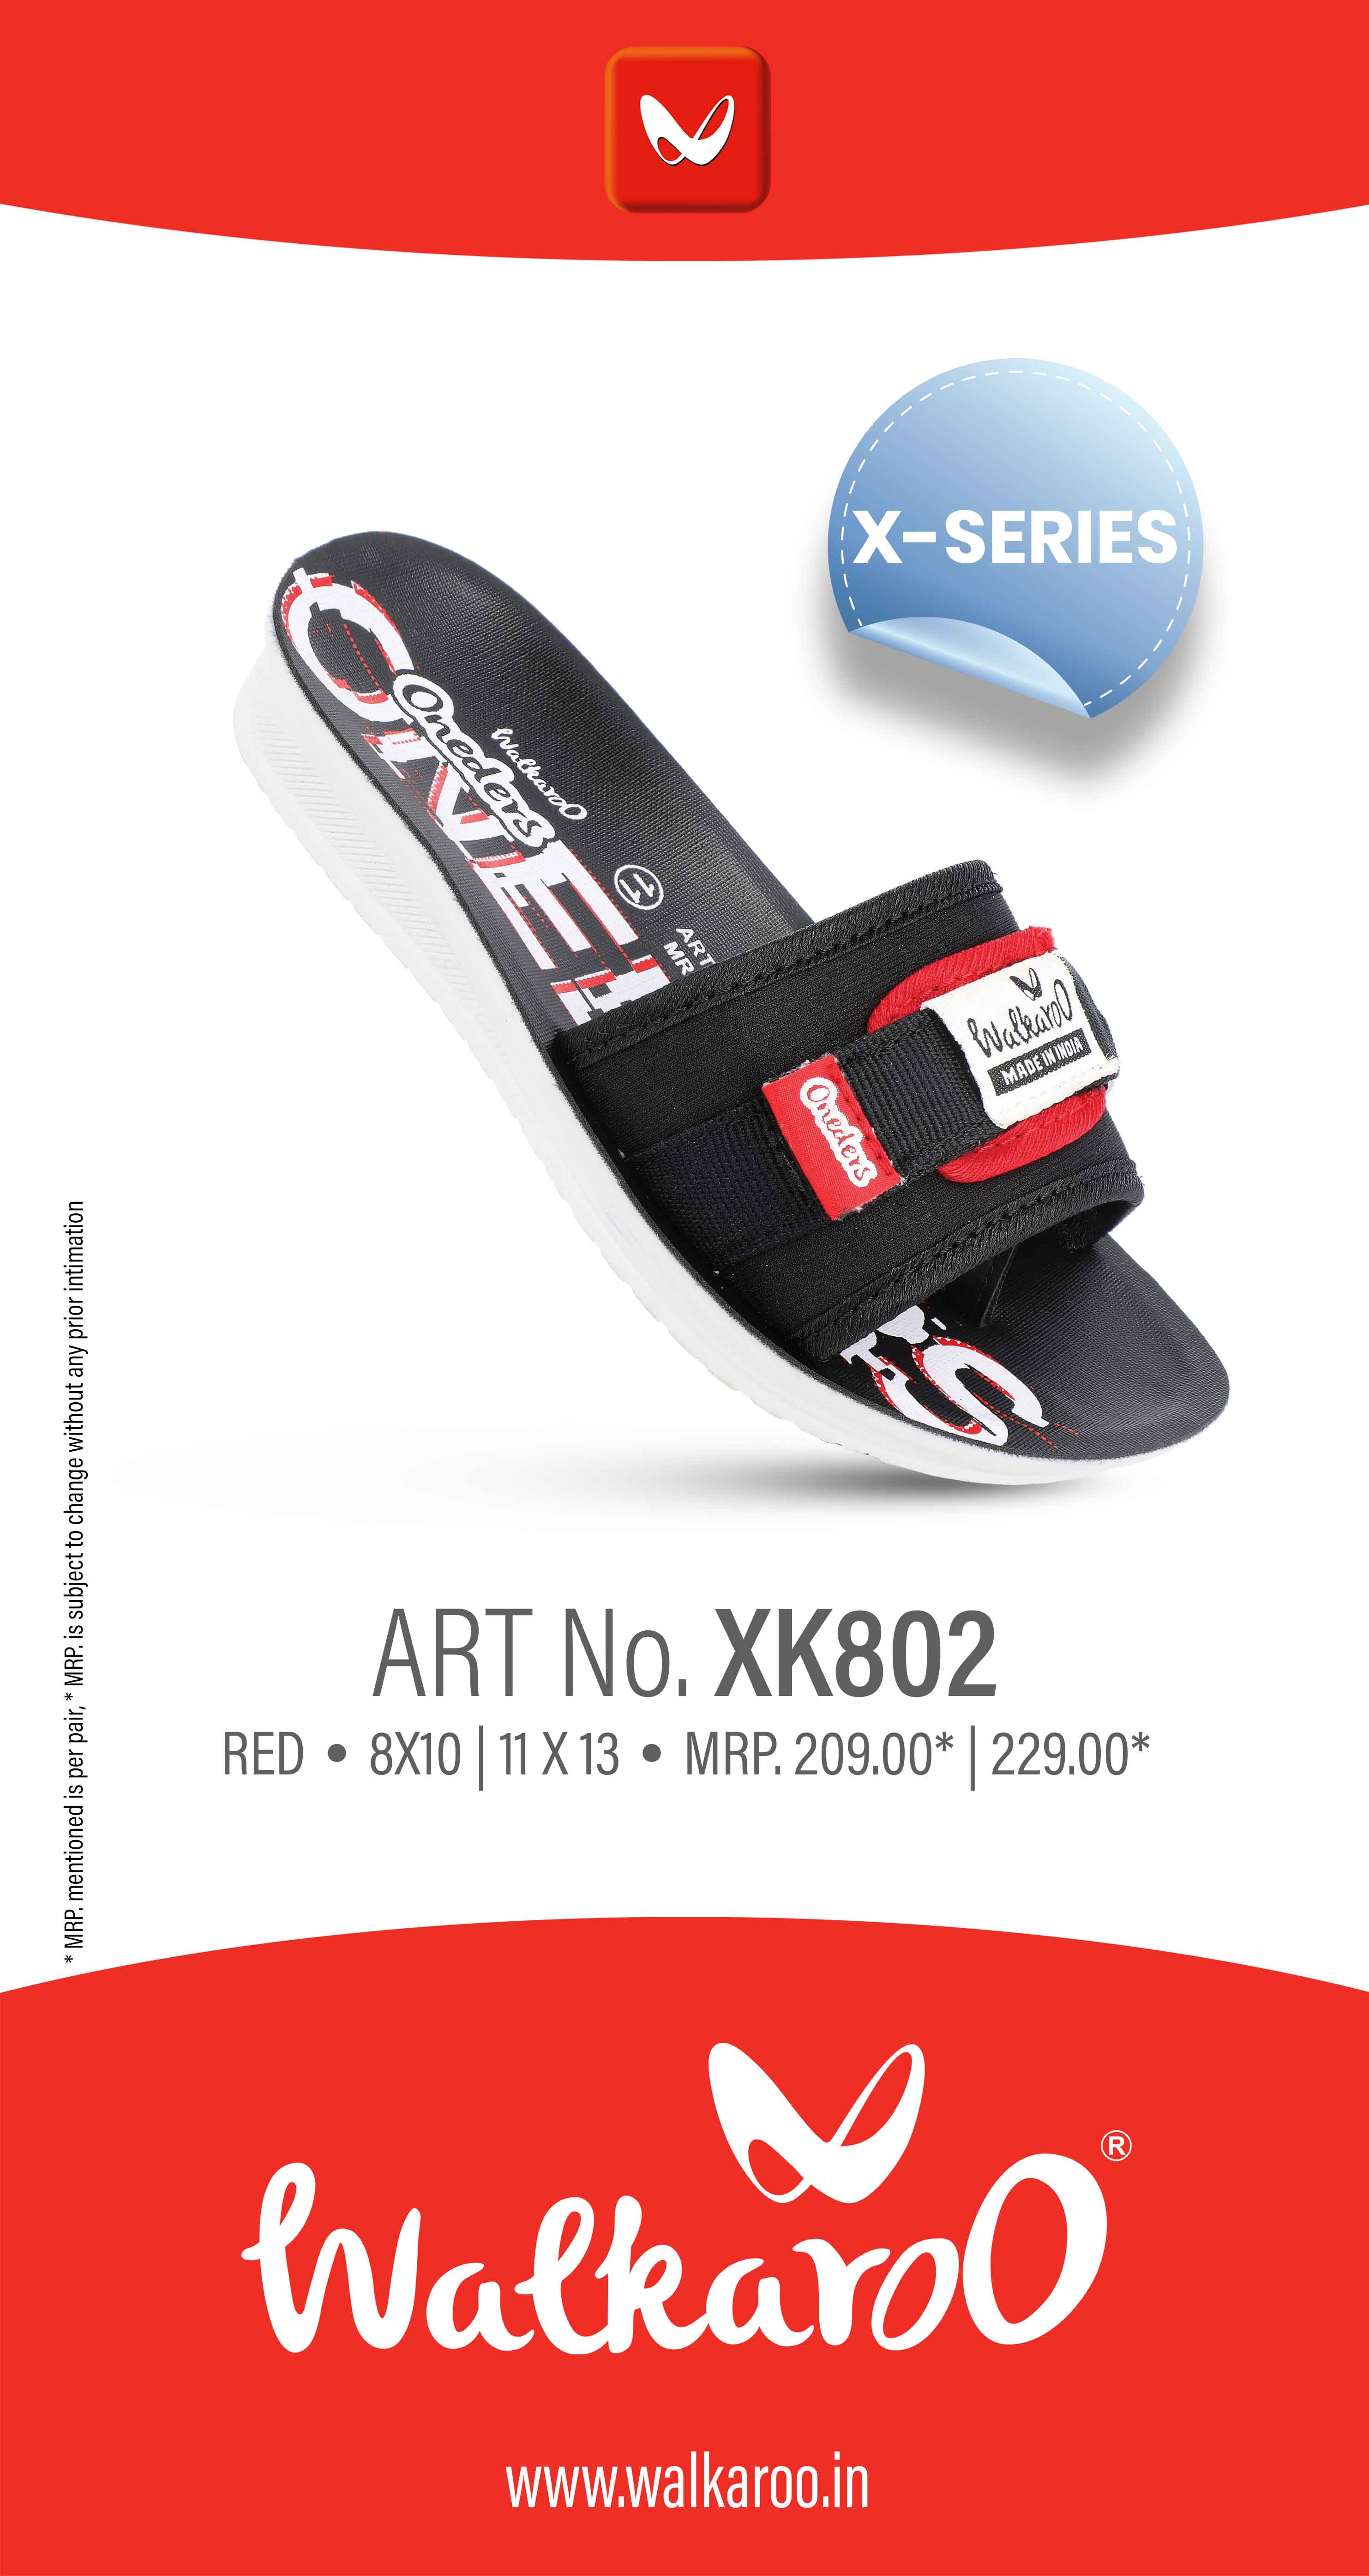 X-SERIES
Walkaroo
Oneders
ONE
11
ART
MR
Walkaroo
MADE IN INDIA
Oneders
RS
* MRP. mentioned is per pair, * MRP. is subject to change without any prior intimation
ART No. XK802
RED • 8X10 | 11 X 13 • MRP. 209.00* | 229.00*
Walkaroo®
www.walkaroo.in